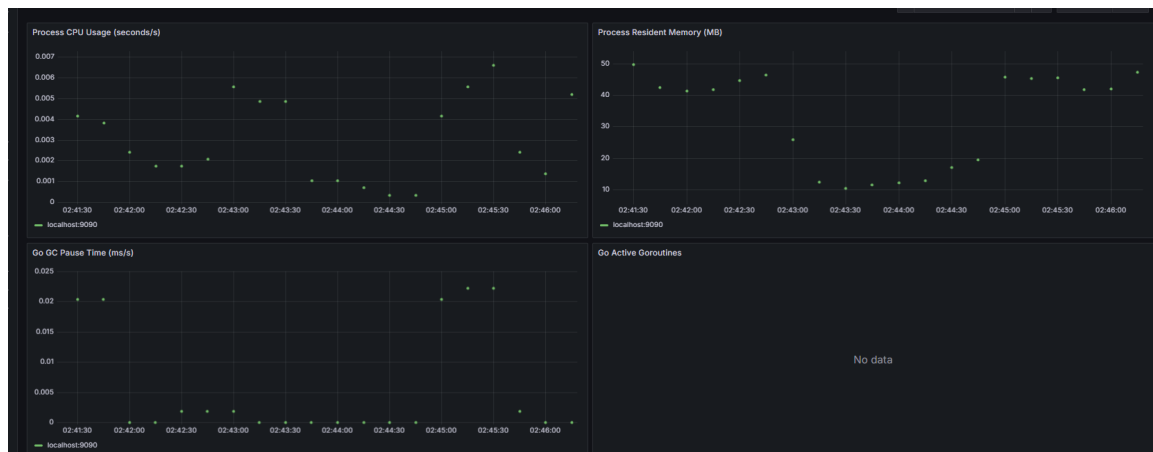 Process CPU Usage (seconds/s)
0.007
0.006
0.005
0.004
0.003
0.002
0.001
0
02:41:30 02:42:00 02:42:30 02:43:00 02:43:30 02:44:00 02:44:30 02:45:00 02:45:30 02:46:00
localhost:9090
Process Resident Memory (MB)
50
40
30
20
10
02:41:30 02:42:00 02:42:30 02:43:00 02:43:30 02:44:00 02:44:30 02:45:00 02:45:30 02:46:00
localhost:9090
Go GC Pause Time (ms/s)
0.025
0.02
0.015
0.01
0.005
0
02:41:30 02:42:00 02:42:30 02:43:00 02:43:30 02:44:00 02:44:30 02:45:00 02:45:30 02:46:00
localhost:9090
Go Active Goroutines
No data